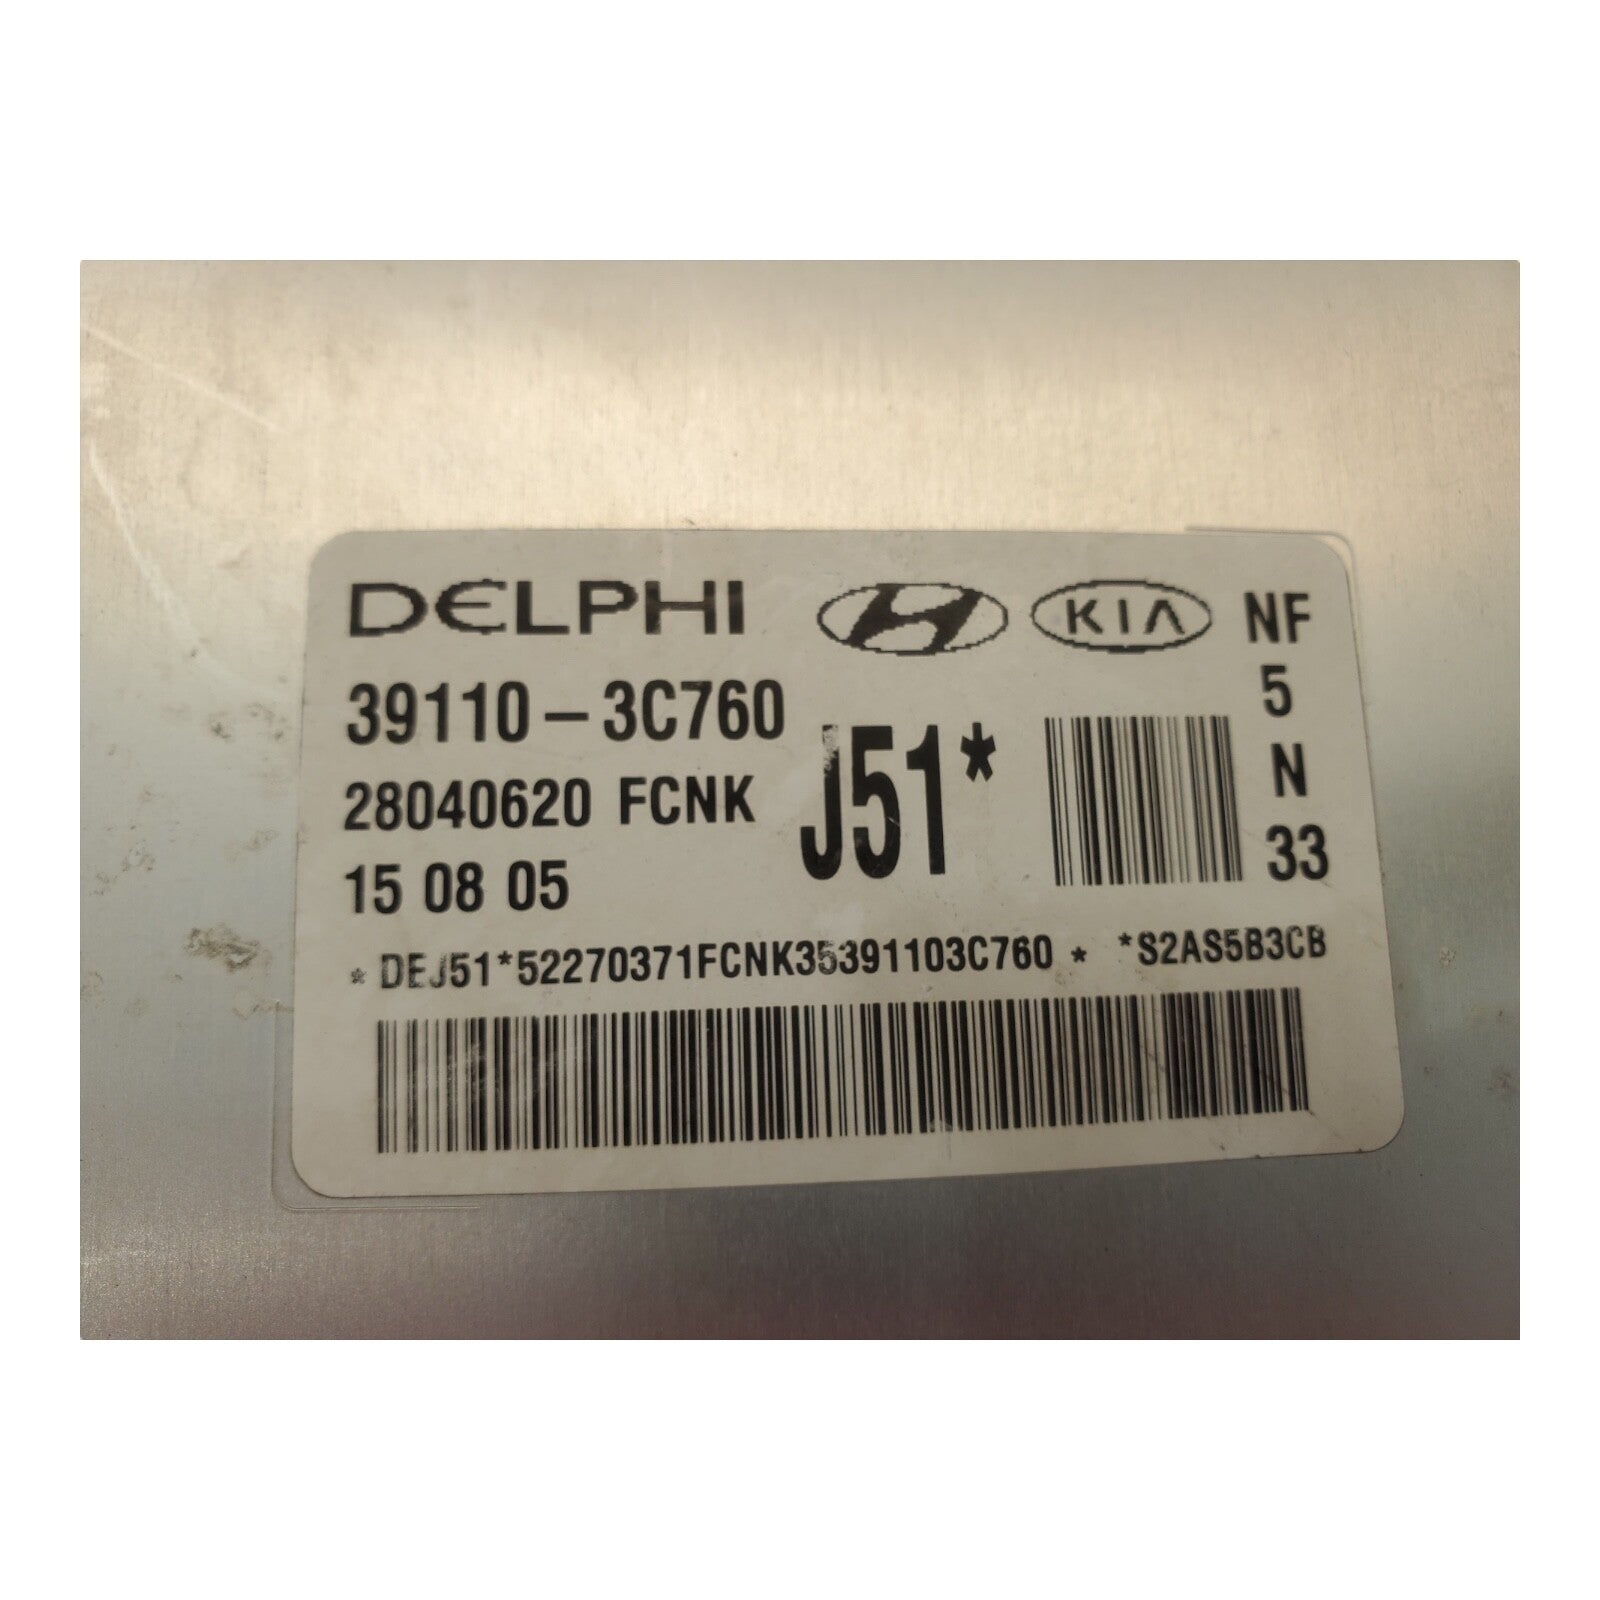 DELPHI H KIA NF
39110-3C760 5
J51* N
28040620 FCNK 33
15 08 05
* DEJ51*52270371FCNK35391103C760 * *S2AS5B3CB